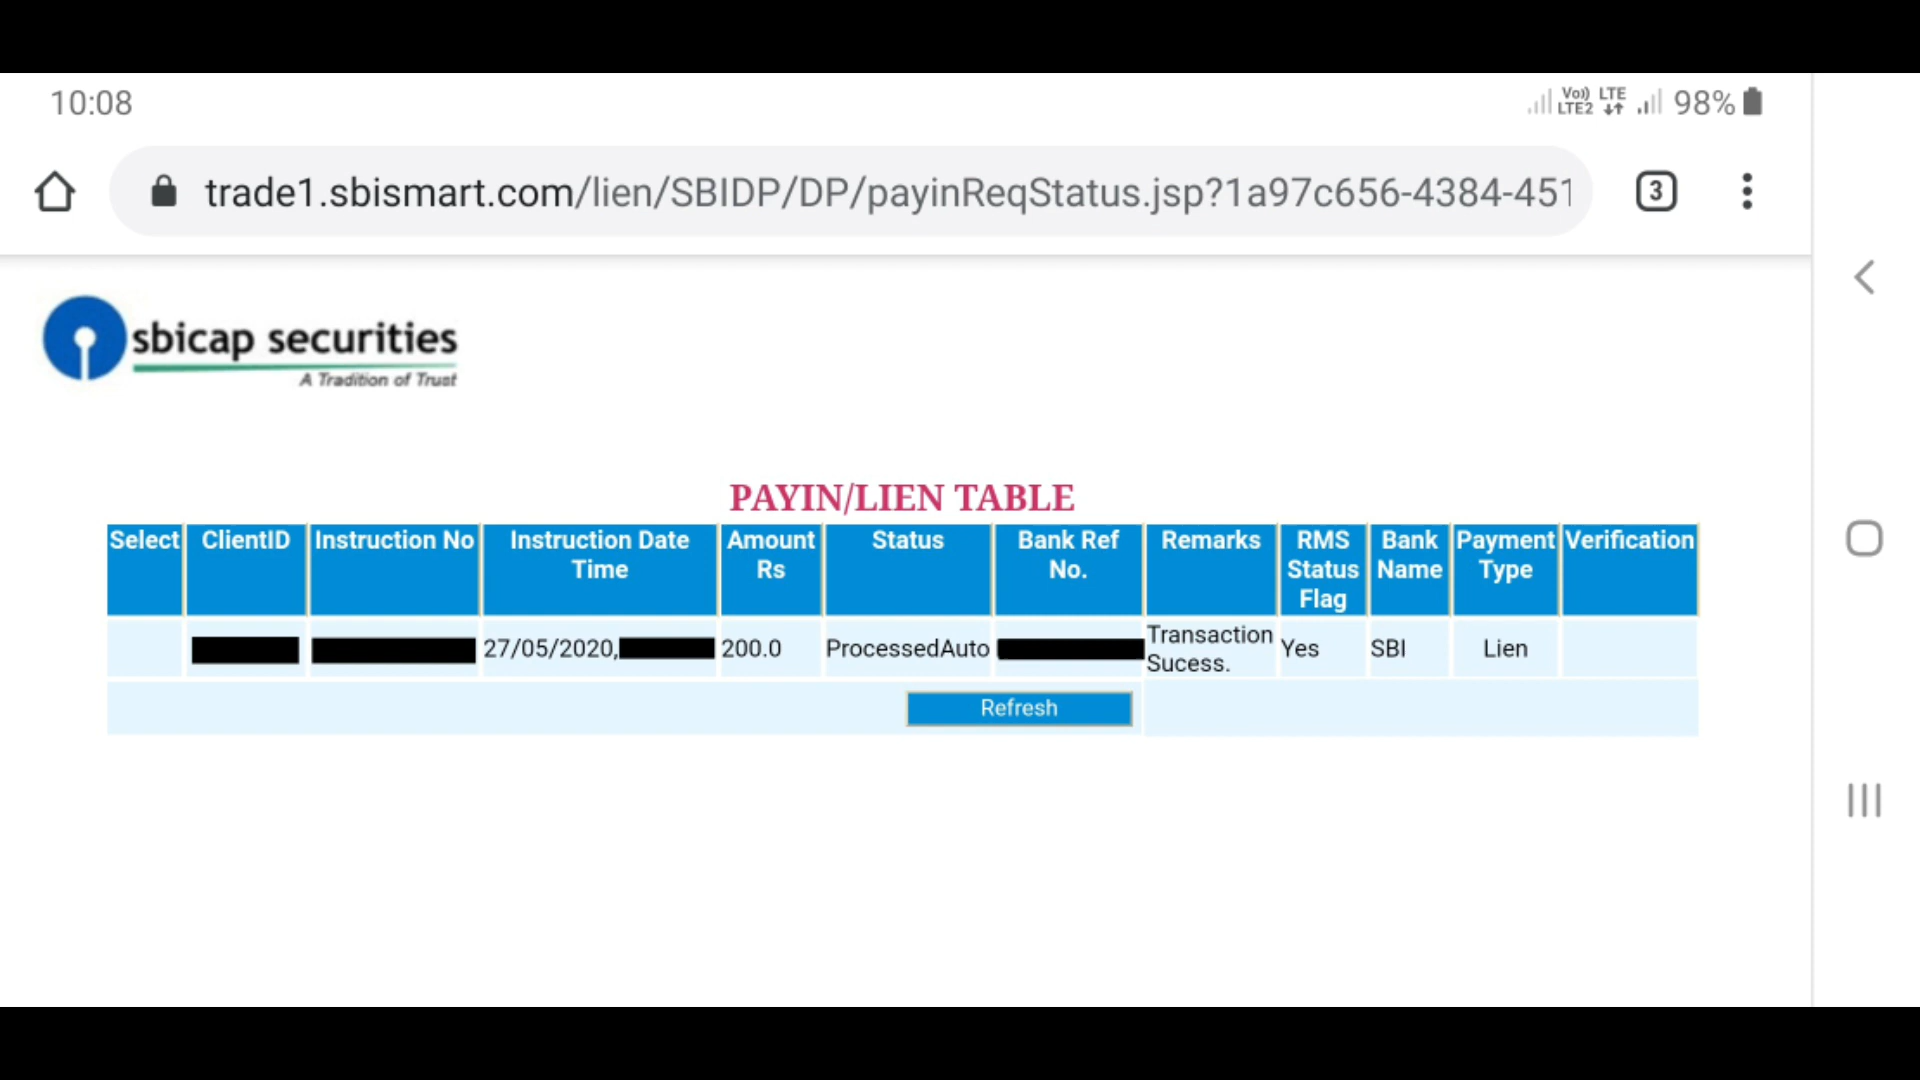 10:08
Vo)) LTE
LTE2
98%
trade1.sbismart.com/lien/SBIDP/DP/payinReqStatus.jsp?1a97c656-4384-451
3
sbicap securities
A Tradition of Trust
PAYIN/LIEN TABLE
Select ClientID Instruction No Instruction Date Amount Status Bank Ref Remarks RMS Bank Payment Verification
Time Rs No. Status Name Type
Flag
27/05/2020, 200.0 ProcessedAuto Transaction Yes SBI Lien
Sucess.
Refresh